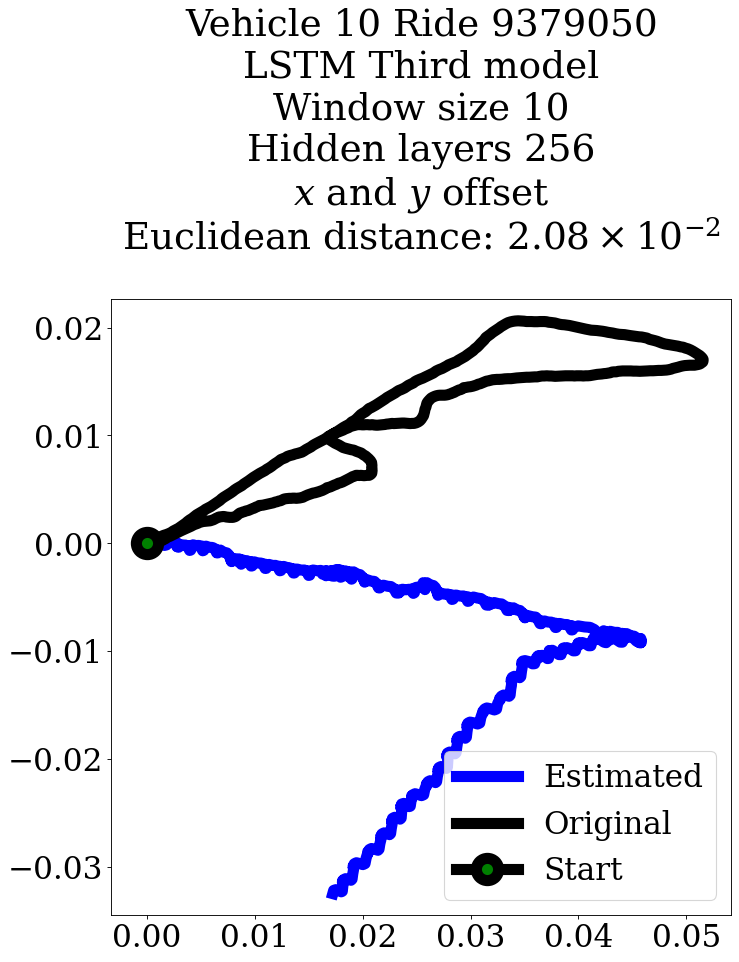 Vehicle 10 Ride 9379050
LSTM Third model
Window size 10
Hidden layers 256
x and y offset
Euclidean distance: 2.08 × 10⁻²
0.02
0.01
0.00
−0.01
−0.02
−0.03
Estimated
Original
Start
0.00 0.01 0.02 0.03 0.04 0.05